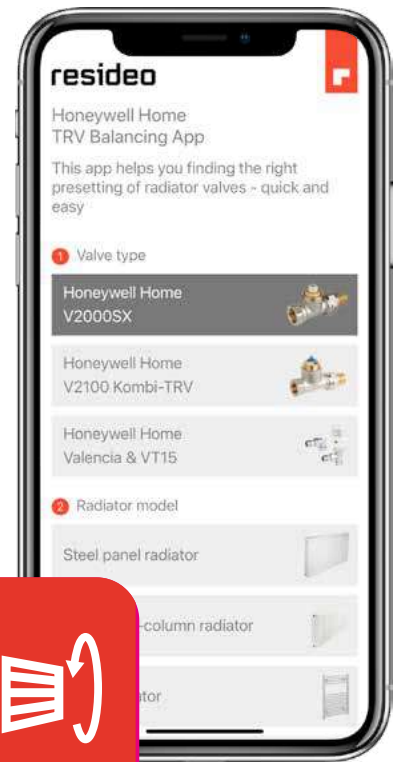 resideo
Honeywell Home
TRV Balancing App
This app helps you finding the right
presetting of radiator valves - quick and
easy
1 Valve type
Honeywell Home
V2000SX
Honeywell Home
V2100 Kombi-TRV
Honeywell Home
Valencia & VT15
2 Radiator model
Steel panel radiator
-column radiator